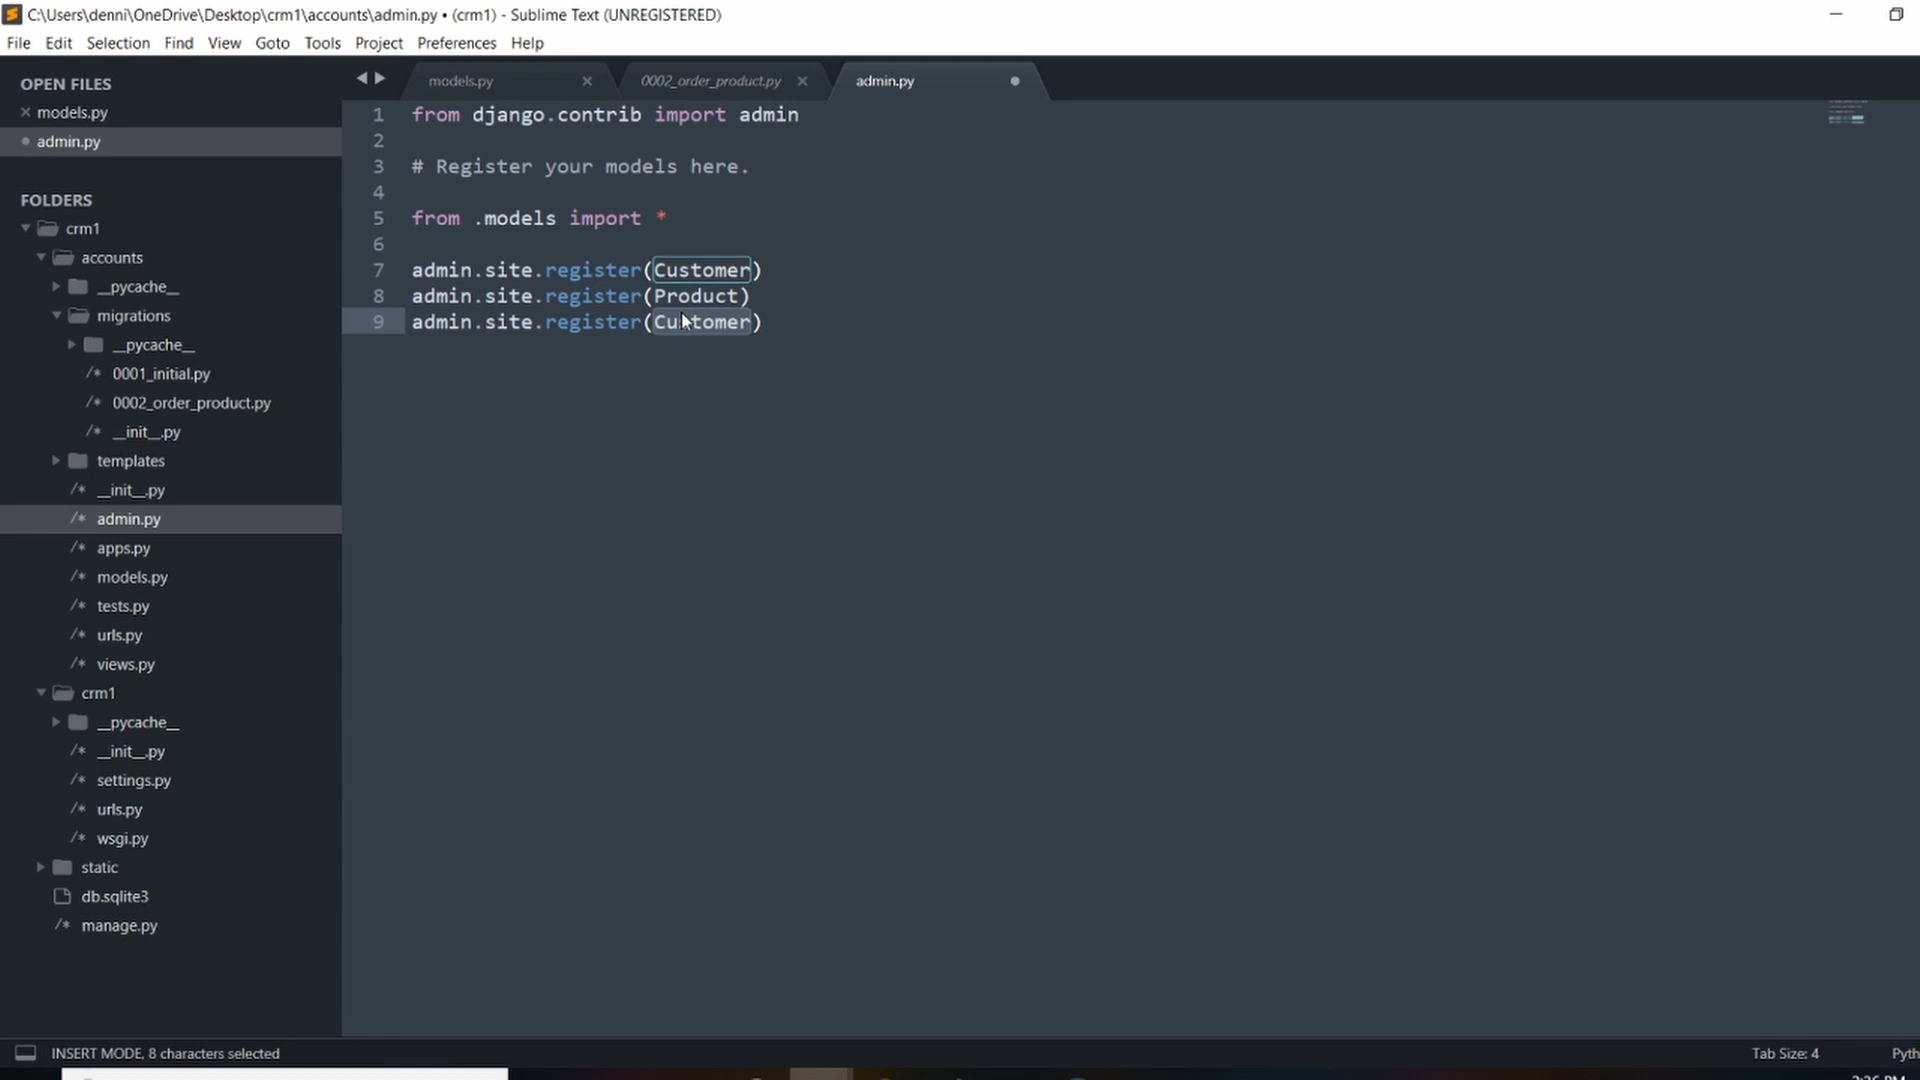 C:\Users\denni\OneDrive\Desktop\crm1\accounts\admin.py • (crm1) - Sublime Text (UNREGISTERED)
File Edit Selection Find View Goto Tools Project Preferences Help
OPEN FILES
models.py
admin.py
FOLDERS
crm1
accounts
__pycache__
migrations
__pycache__
/* 0001_initial.py
/* 0002_order_product.py
/* __init__.py
templates
/* __init__.py
/* admin.py
/* apps.py
/* models.py
/* tests.py
/* urls.py
/* views.py
crm1
__pycache__
/* __init__.py
/* settings.py
/* urls.py
/* wsgi.py
static
db.sqlite3
/* manage.py
models.py 0002_order_product.py admin.py
1 from django.contrib import admin
2
3 # Register your models here.
4
5 from .models import *
6
7 admin.site.register(Customer)
8 admin.site.register(Product)
9 admin.site.register(Customer)
INSERT MODE, 8 characters selected
Tab Size: 4 Pyth